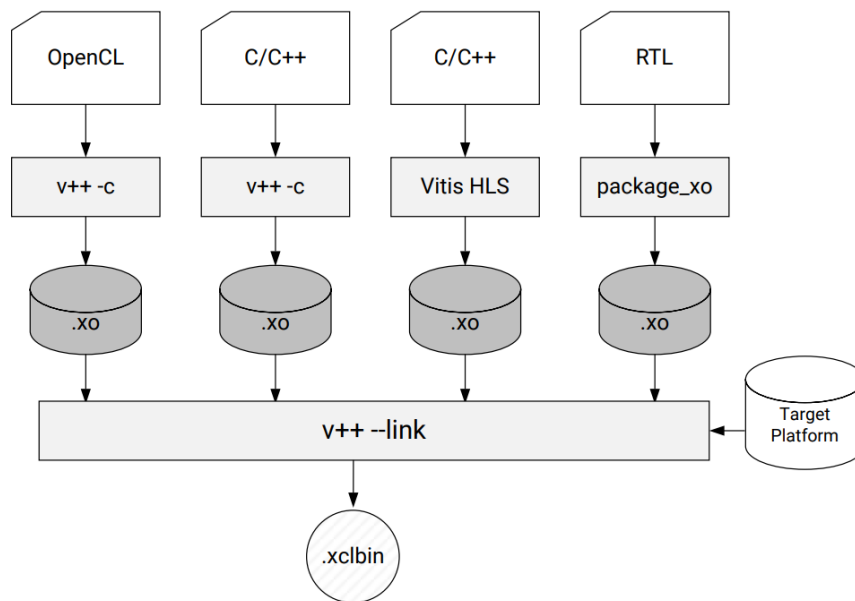 OpenCL
C/C++
C/C++
RTL
v++ -c
v++ -c
Vitis HLS
package_xo
.xo
.xo
.xo
.xo
v++ --link
Target
Platform
.xclbin